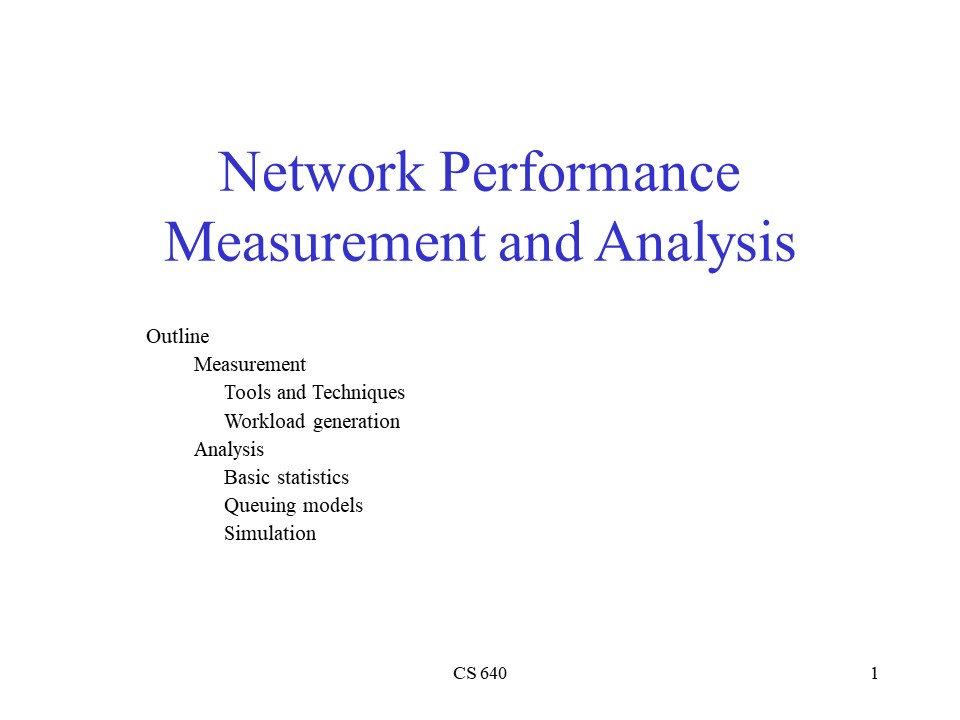 Network Performance
Measurement and Analysis
Outline
Measurement
Tools and Techniques
Workload generation
Analysis
Basic statistics
Queuing models
Simulation
CS 640
1